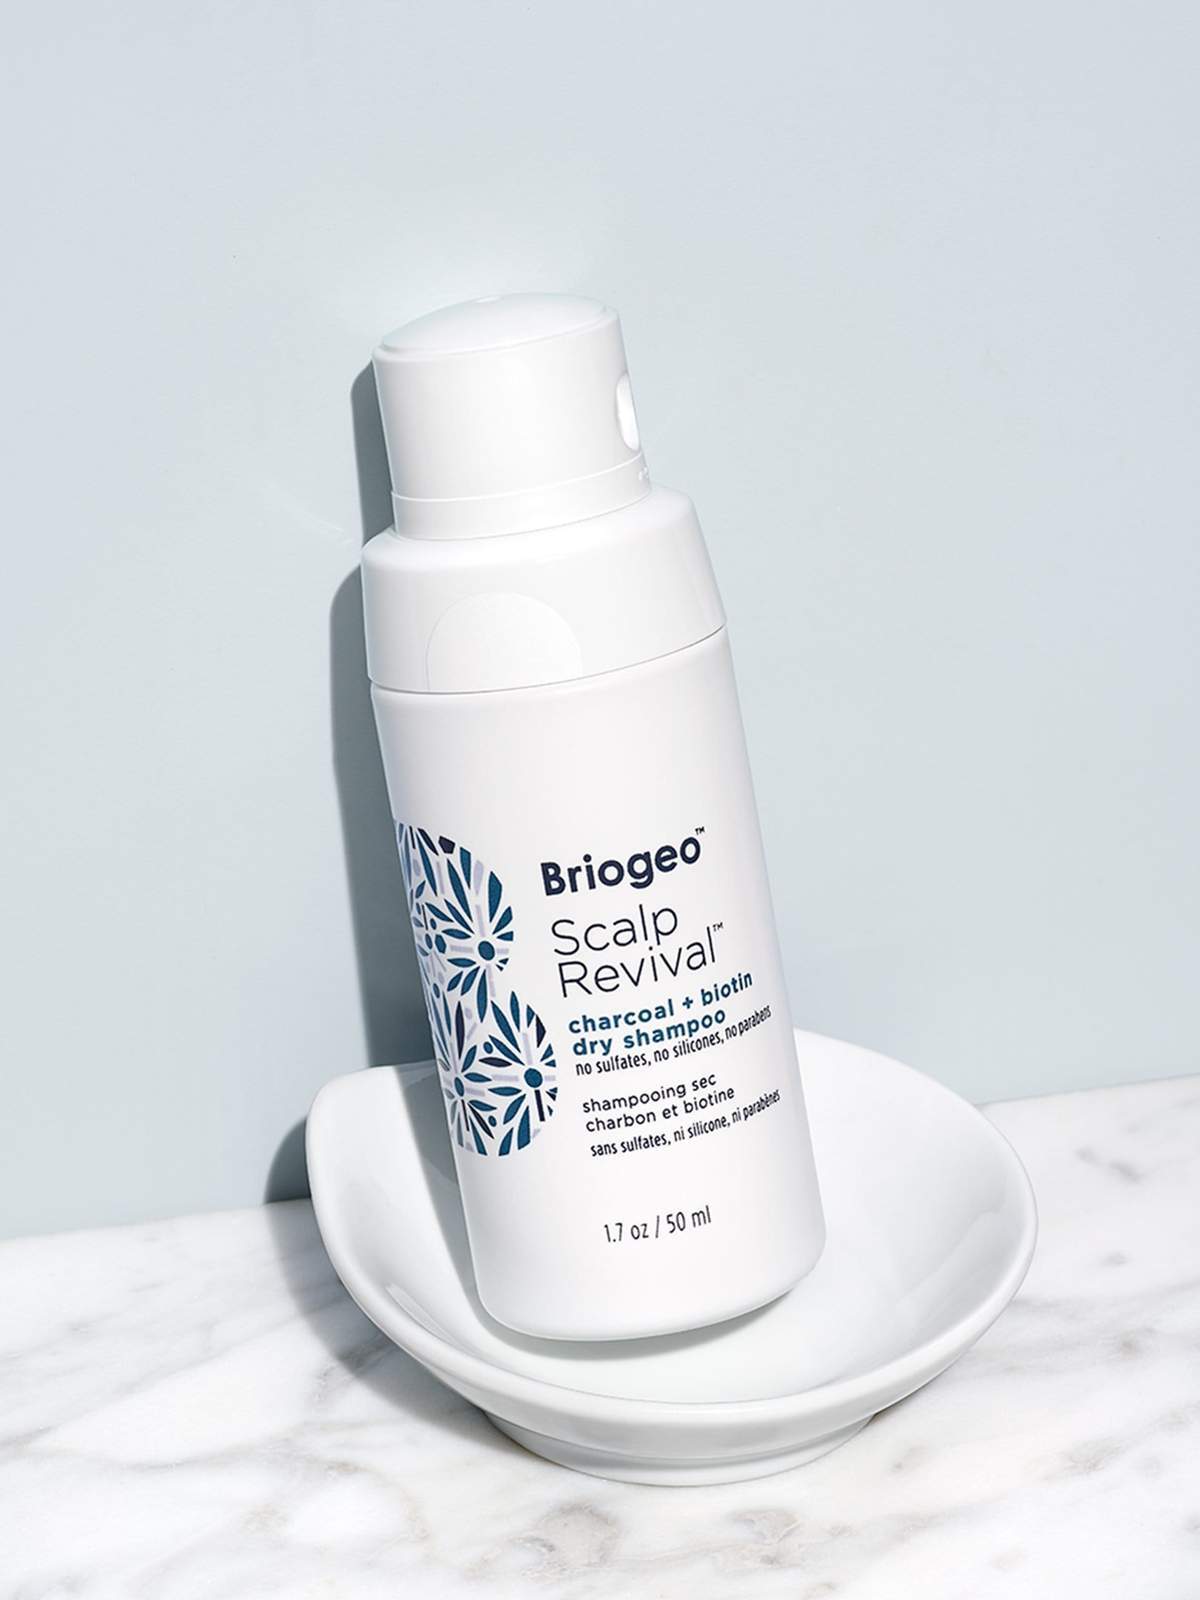 Briogeo™
Scalp
Revival™
charcoal + biotin
dry shampoo
no sulfates, no silicones, no parabens
shampooing sec
charbon et biotine
sans sulfates, ni silicone, ni parabènes
1.7 oz / 50 ml